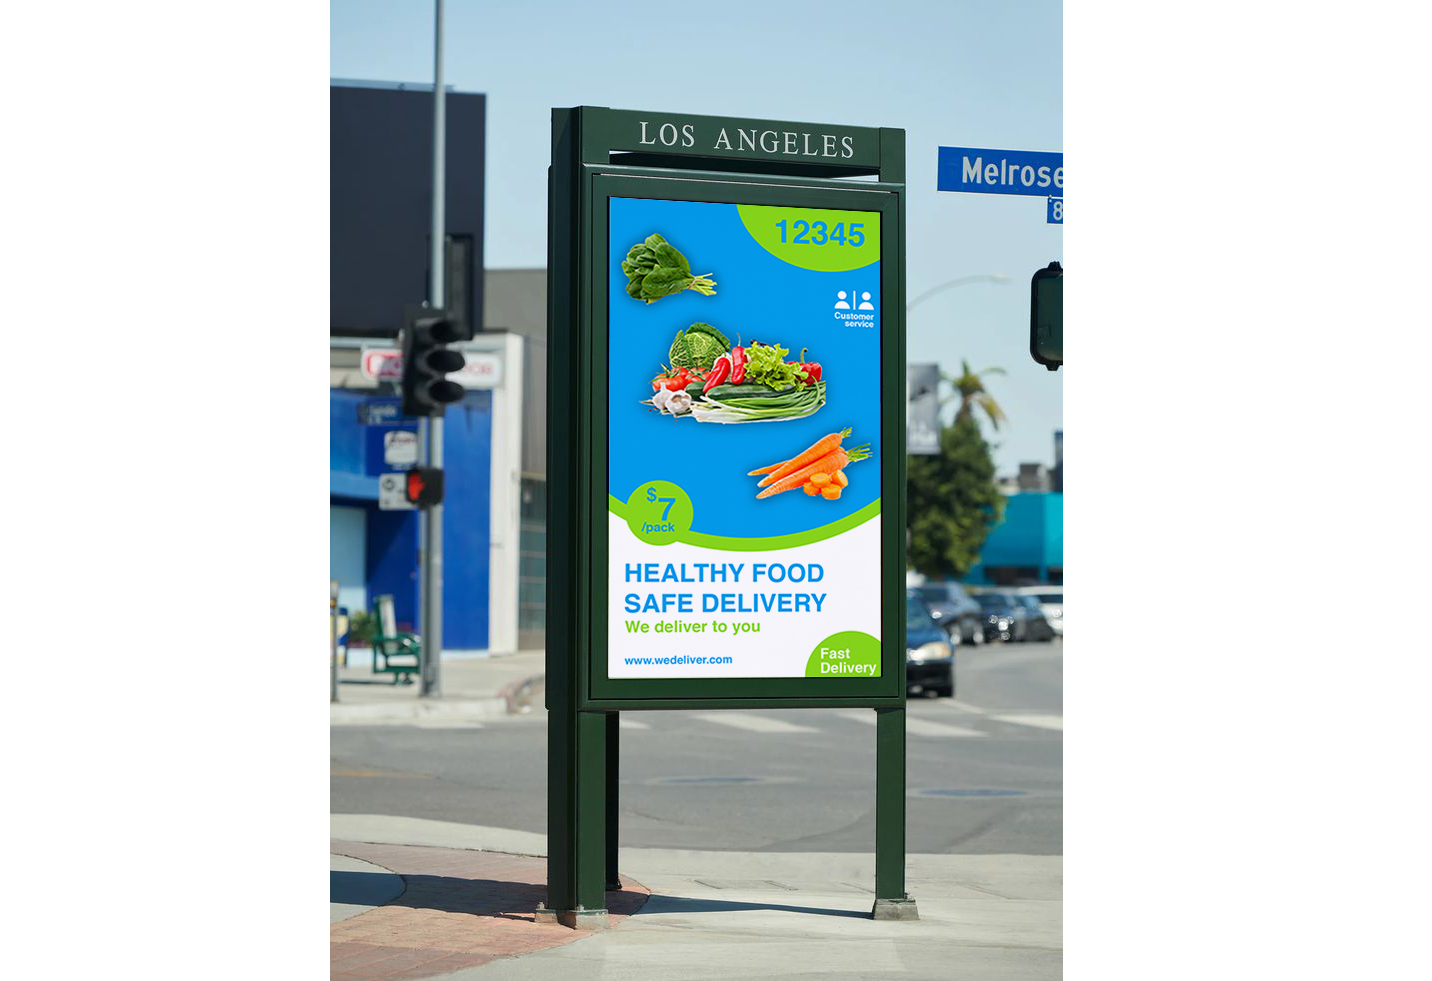 LOS ANGELES
Melrose
8
12345
Customer
service
$7
/pack
HEALTHY FOOD
SAFE DELIVERY
We deliver to you
www.wedeliver.com
Fast
Delivery